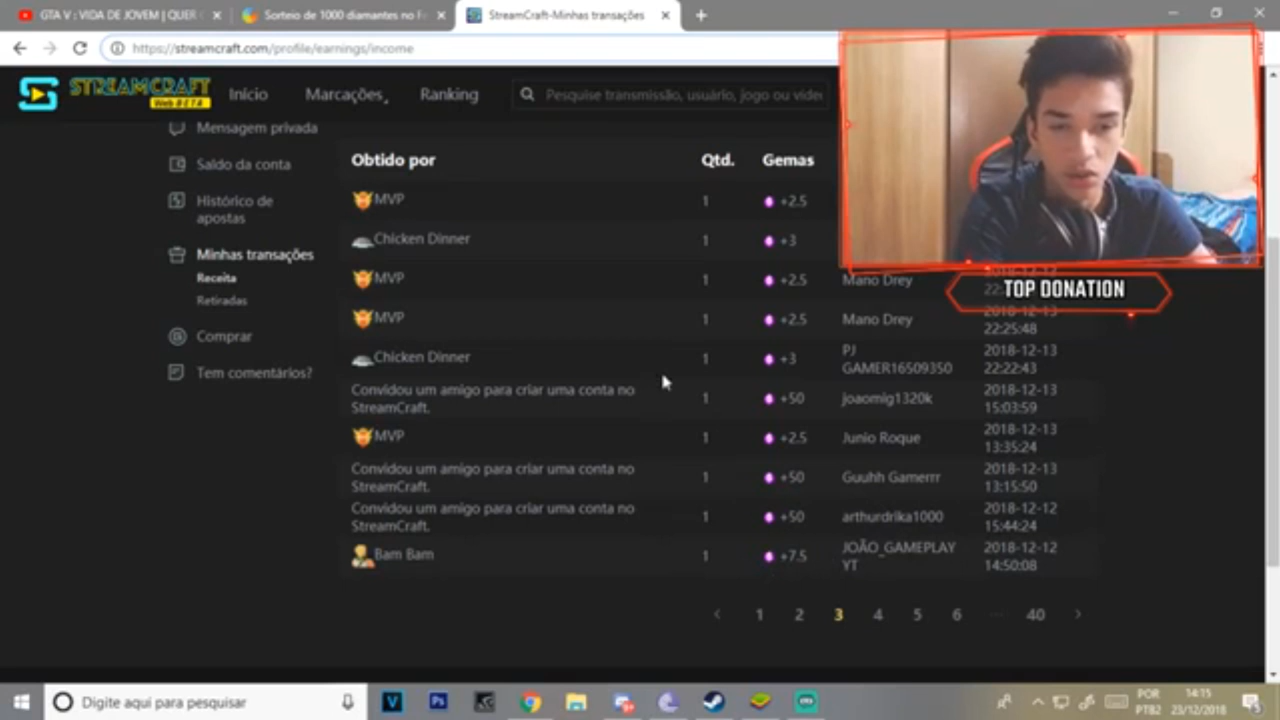 GTA V : VIDA DE JOVEM | QUER
Sorteio de 1000 diamantes no F
StreamCraft-Minhas transações
https://streamcraft.com/profile/earnings/income
STREAMCRAFT
Web BETA
Início
Marcações
Ranking
Pesquise transmissão, usuário, jogo ou vídeo
Mensagem privada
Saldo da conta
Histórico de
apostas
Minhas transações
Receita
Retiradas
Comprar
Tem comentários?
Obtido por Qtd. Gemas
MVP 1 +2.5
Chicken Dinner 1 +3
MVP 1 +2.5 Mano Drey
TOP DONATION
MVP 1 +2.5 Mano Drey 2018-12-13
22:25:48
Chicken Dinner 1 +3 PJ GAMER16509350 2018-12-13
22:22:43
Convidou um amigo para criar uma conta no
StreamCraft. 1 +50 joaomig1320k 2018-12-13
15:03:59
MVP 1 +2.5 Junio Roque 2018-12-13
13:35:24
Convidou um amigo para criar uma conta no
StreamCraft. 1 +50 Guuhh Gamerrr 2018-12-13
13:15:50
Convidou um amigo para criar uma conta no
StreamCraft. 1 +50 arthurdrika1000 2018-12-12
15:44:24
Bam Bam 1 +7.5 JOÃO_GAMEPLAY
YT 2018-12-12
14:50:08
1 2 3 4 5 6 ... 40
Digite aqui para pesquisar
POR
PTB2
14:15
23/12/2018